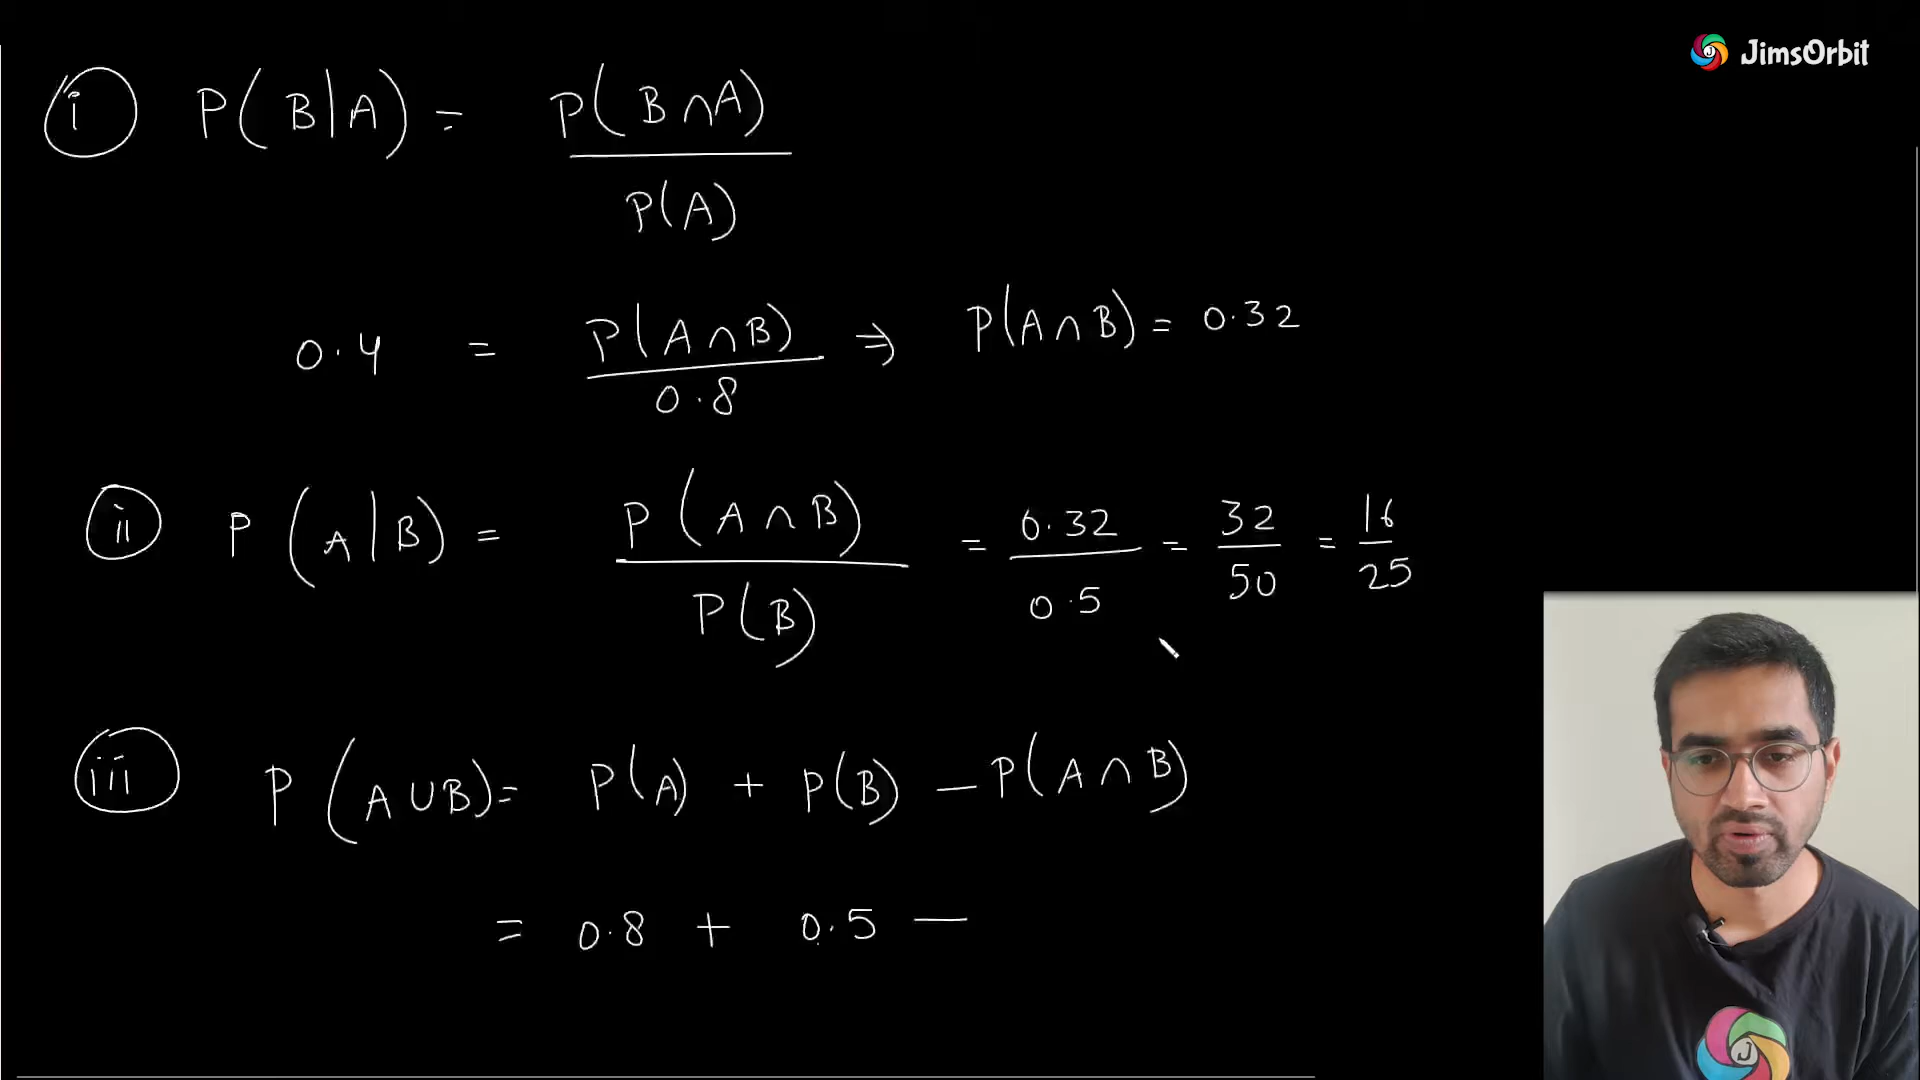 JimsOrbit
i P(B|A) = P(B∩A) / P(A)
0.4 = P(A∩B) / 0.8 ⇒ P(A∩B) = 0.32
ii P(A|B) = P(A∩B) / P(B) = 0.32 / 0.5 = 32 / 50 = 16 / 25
iii P(A∪B) = P(A) + P(B) − P(A∩B)
= 0.8 + 0.5 −
J